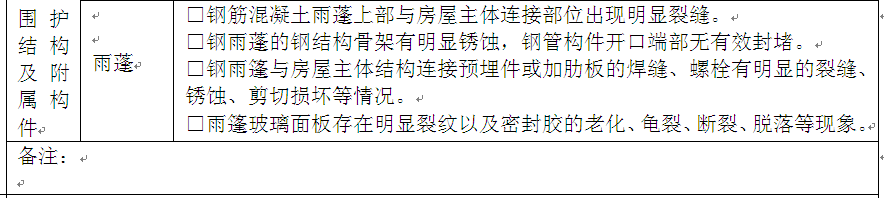 围护结构及附属构件
雨蓬
□钢筋混凝土雨蓬上部与房屋主体连接部位出现明显裂缝。
□钢雨蓬的钢结构骨架有明显锈蚀，钢管构件开口端部无有效封堵。
□钢雨篷与房屋主体结构连接预埋件或加肋板的焊缝、螺栓有明显的裂缝、
锈蚀、剪切损坏等情况。
□雨篷玻璃面板存在明显裂纹以及密封胶的老化、龟裂、断裂、脱落等现象。
备注：